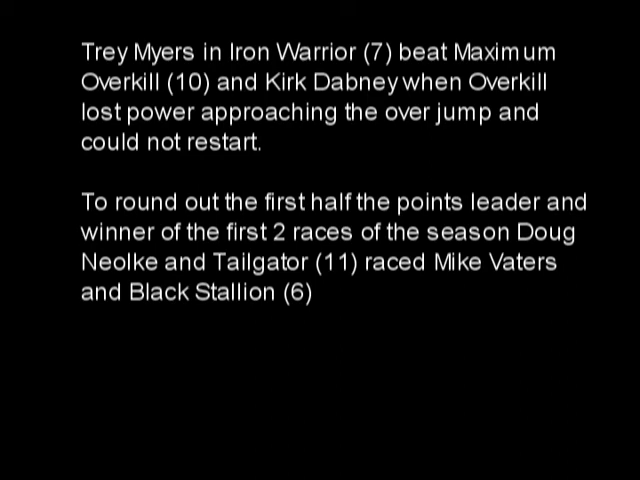 Trey Myers in Iron Warrior (7) beat Maximum
Overkill (10) and Kirk Dabney when Overkill
lost power approaching the over jump and
could not restart.
To round out the first half the points leader and
winner of the first 2 races of the season Doug
Neolke and Tailgator (11) raced Mike Vaters
and Black Stallion (6)